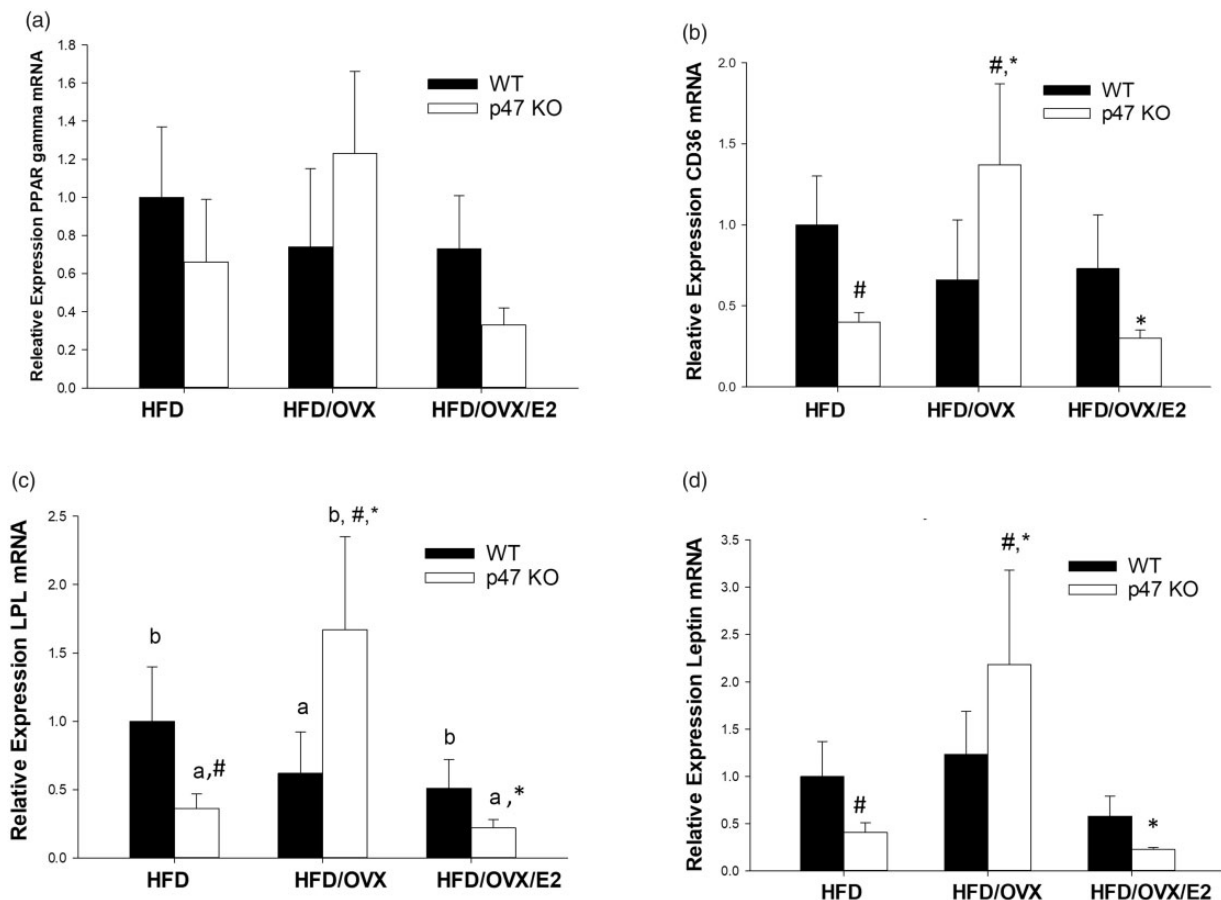 (a)
Releative Expression PPAR gamma mRNA
1.8
1.6
1.4
1.2
1.0
0.8
0.6
0.4
0.2
0.0
WT
p47 KO
HFD
HFD/OVX
HFD/OVX/E2
(b)
Rleative Expression CD36 mRNA
2.0
1.5
1.0
0.5
0.0
#,*
WT
p47 KO
#
*
HFD
HFD/OVX
HFD/OVX/E2
(c)
Relative Expression LPL mRNA
2.5
2.0
1.5
1.0
0.5
0.0
b, #,*
WT
p47 KO
b
a,#
a
b
a ,*
HFD
HFD/OVX
HFD/OVX/E2
(d)
Relative Expression Leptin mRNA
3.5
3.0
2.5
2.0
1.5
1.0
0.5
0.0
#,*
WT
p47 KO
#
*
HFD
HFD/OVX
HFD/OVX/E2